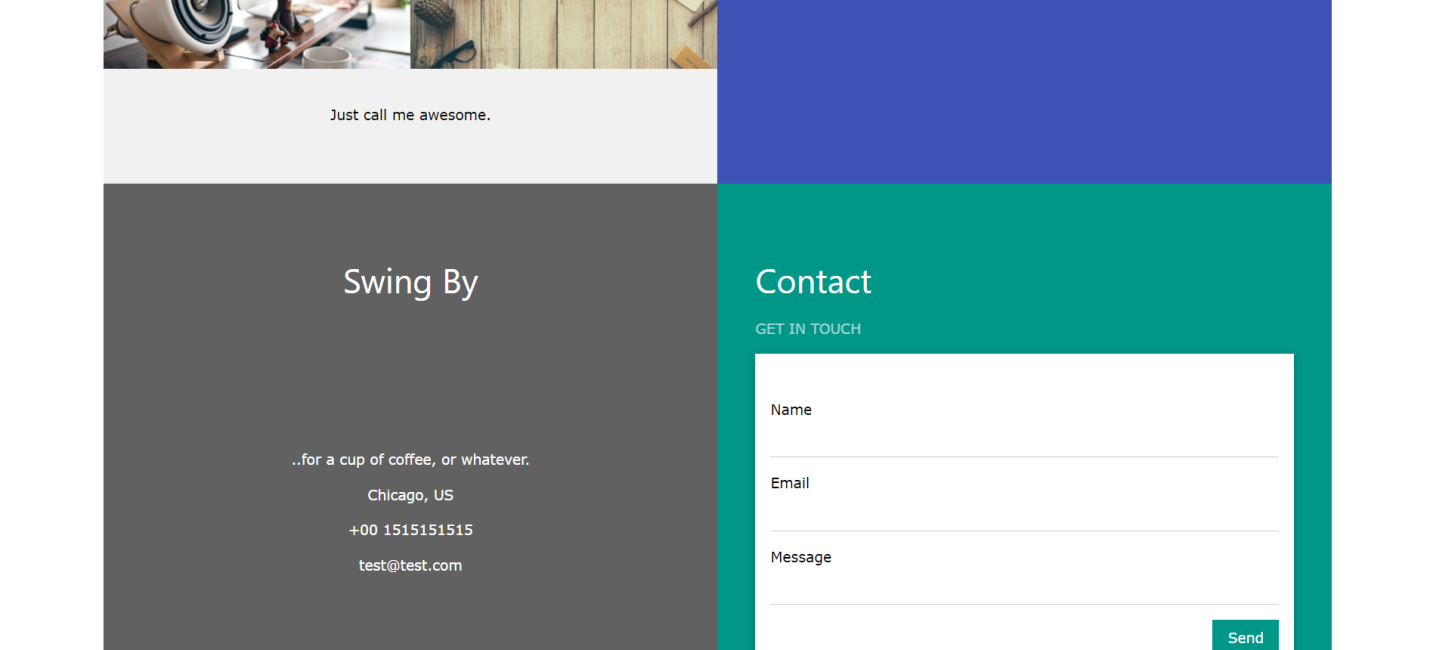 Just call me awesome.
Swing By
..for a cup of coffee, or whatever.
Chicago, US
+00 1515151515
test@test.com
Contact
GET IN TOUCH
Name
Email
Message
Send